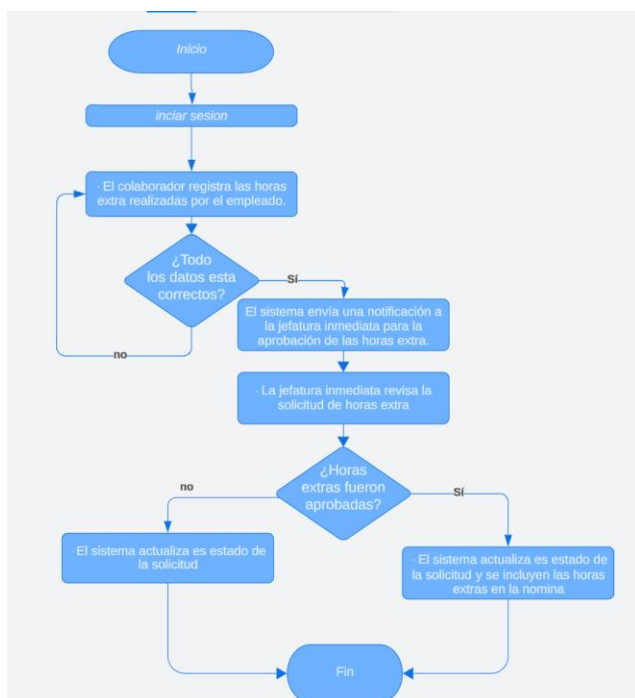 Inicio
inciar sesion
· El colaborador registra las horas
extra realizadas por el empleado.
¿Todo
los datos esta
correctos?
Sí
no
El sistema envía una notificación a
la jefatura inmediata para la
aprobación de las horas extra.
· La jefatura inmediata revisa la
solicitud de horas extra
¿Horas
extras fueron
aprobadas?
no
Sí
· El sistema actualiza es estado de
la solicitud
· El sistema actualiza es estado de
la solicitud y se incluyen las horas
extras en la nomina
Fin